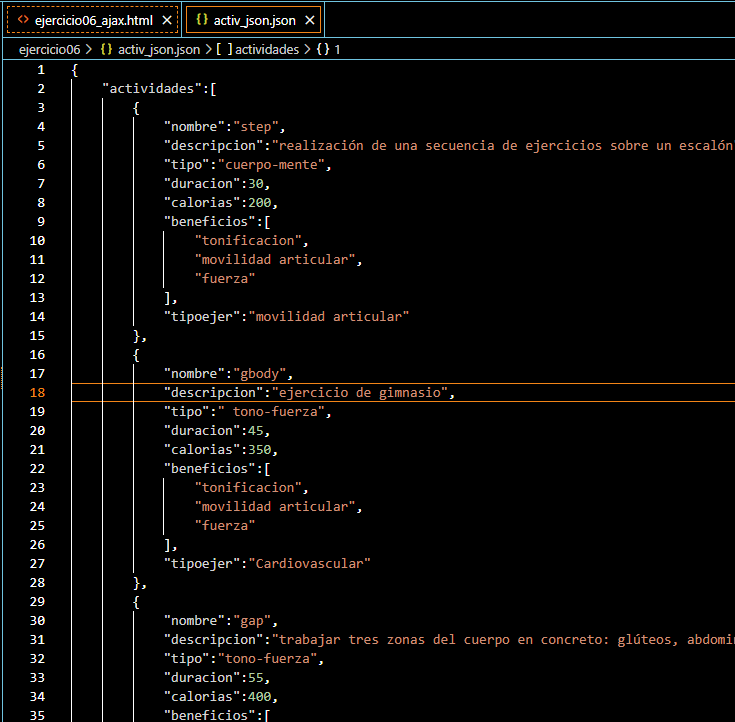 <> ejercicio06_ajax.html × {} activ_json.json ×
ejercicio06 > {} activ_json.json > [ ] actividades > {} 1
1 {
2 "actividades":[
3 {
4 "nombre":"step",
5 "descripcion":"realización de una secuencia de ejercicios sobre un escalón
6 "tipo":"cuerpo-mente",
7 "duracion":30,
8 "calorias":200,
9 "beneficios":[
10 "tonificacion",
11 "movilidad articular",
12 "fuerza"
13 ],
14 "tipoejer":"movilidad articular"
15 },
16 {
17 "nombre":"gbody",
18 "descripcion":"ejercicio de gimnasio",
19 "tipo":" tono-fuerza",
20 "duracion":45,
21 "calorias":350,
22 "beneficios":[
23 "tonificacion",
24 "movilidad articular",
25 "fuerza"
26 ],
27 "tipoejer":"Cardiovascular"
28 },
29 {
30 "nombre":"gap",
31 "descripcion":"trabajar tres zonas del cuerpo en concreto: glúteos, abdomi
32 "tipo":"tono-fuerza",
33 "duracion":55,
34 "calorias":400,
35 "beneficios":[